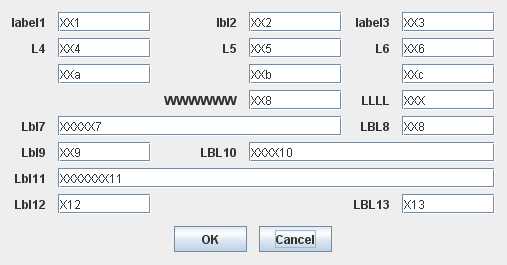 label1 XX1 lbl2 XX2 label3 XX3
L4 XX4 L5 XX5 L6 XX6
XXa XXb XXc
WWWWWW XX8 LLLL XXX
Lbl7 XXXXX7 LBL8 XX8
Lbl9 XX9 LBL10 XXXX10
Lbl11 XXXXXXX11
Lbl12 X12 LBL13 X13
OK Cancel